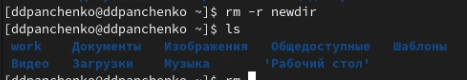 [ddpanchenko@ddpanchenko ~]$ rm -r newdir
[ddpanchenko@ddpanchenko ~]$ ls
work Документы Изображения Общедоступные Шаблоны
Видео Загрузки Музыка 'Рабочий стол'
[ddpanchenko@ddpanchenko ~]$ rm